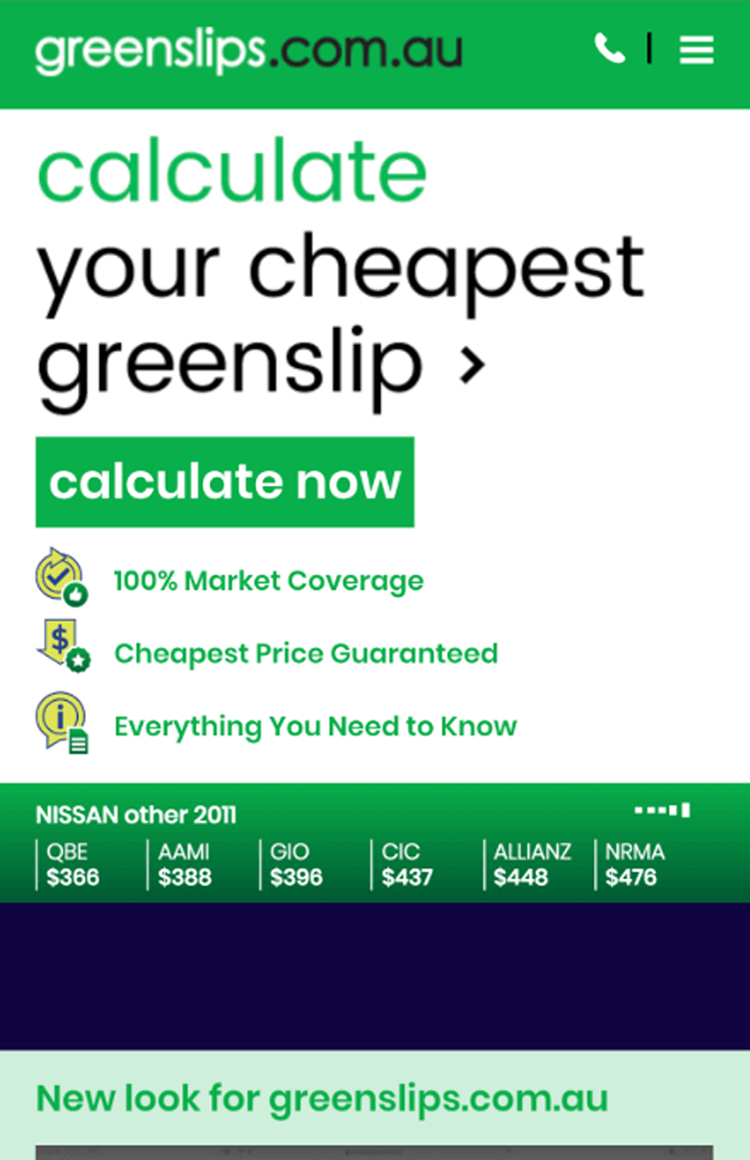 greenslips.com.au
calculate
your cheapest
greenslip >
calculate now
100% Market Coverage
Cheapest Price Guaranteed
Everything You Need to Know
NISSAN other 2011
QBE AAMI GIO CIC ALLIANZ NRMA
$366 $388 $396 $437 $448 $476
New look for greenslips.com.au